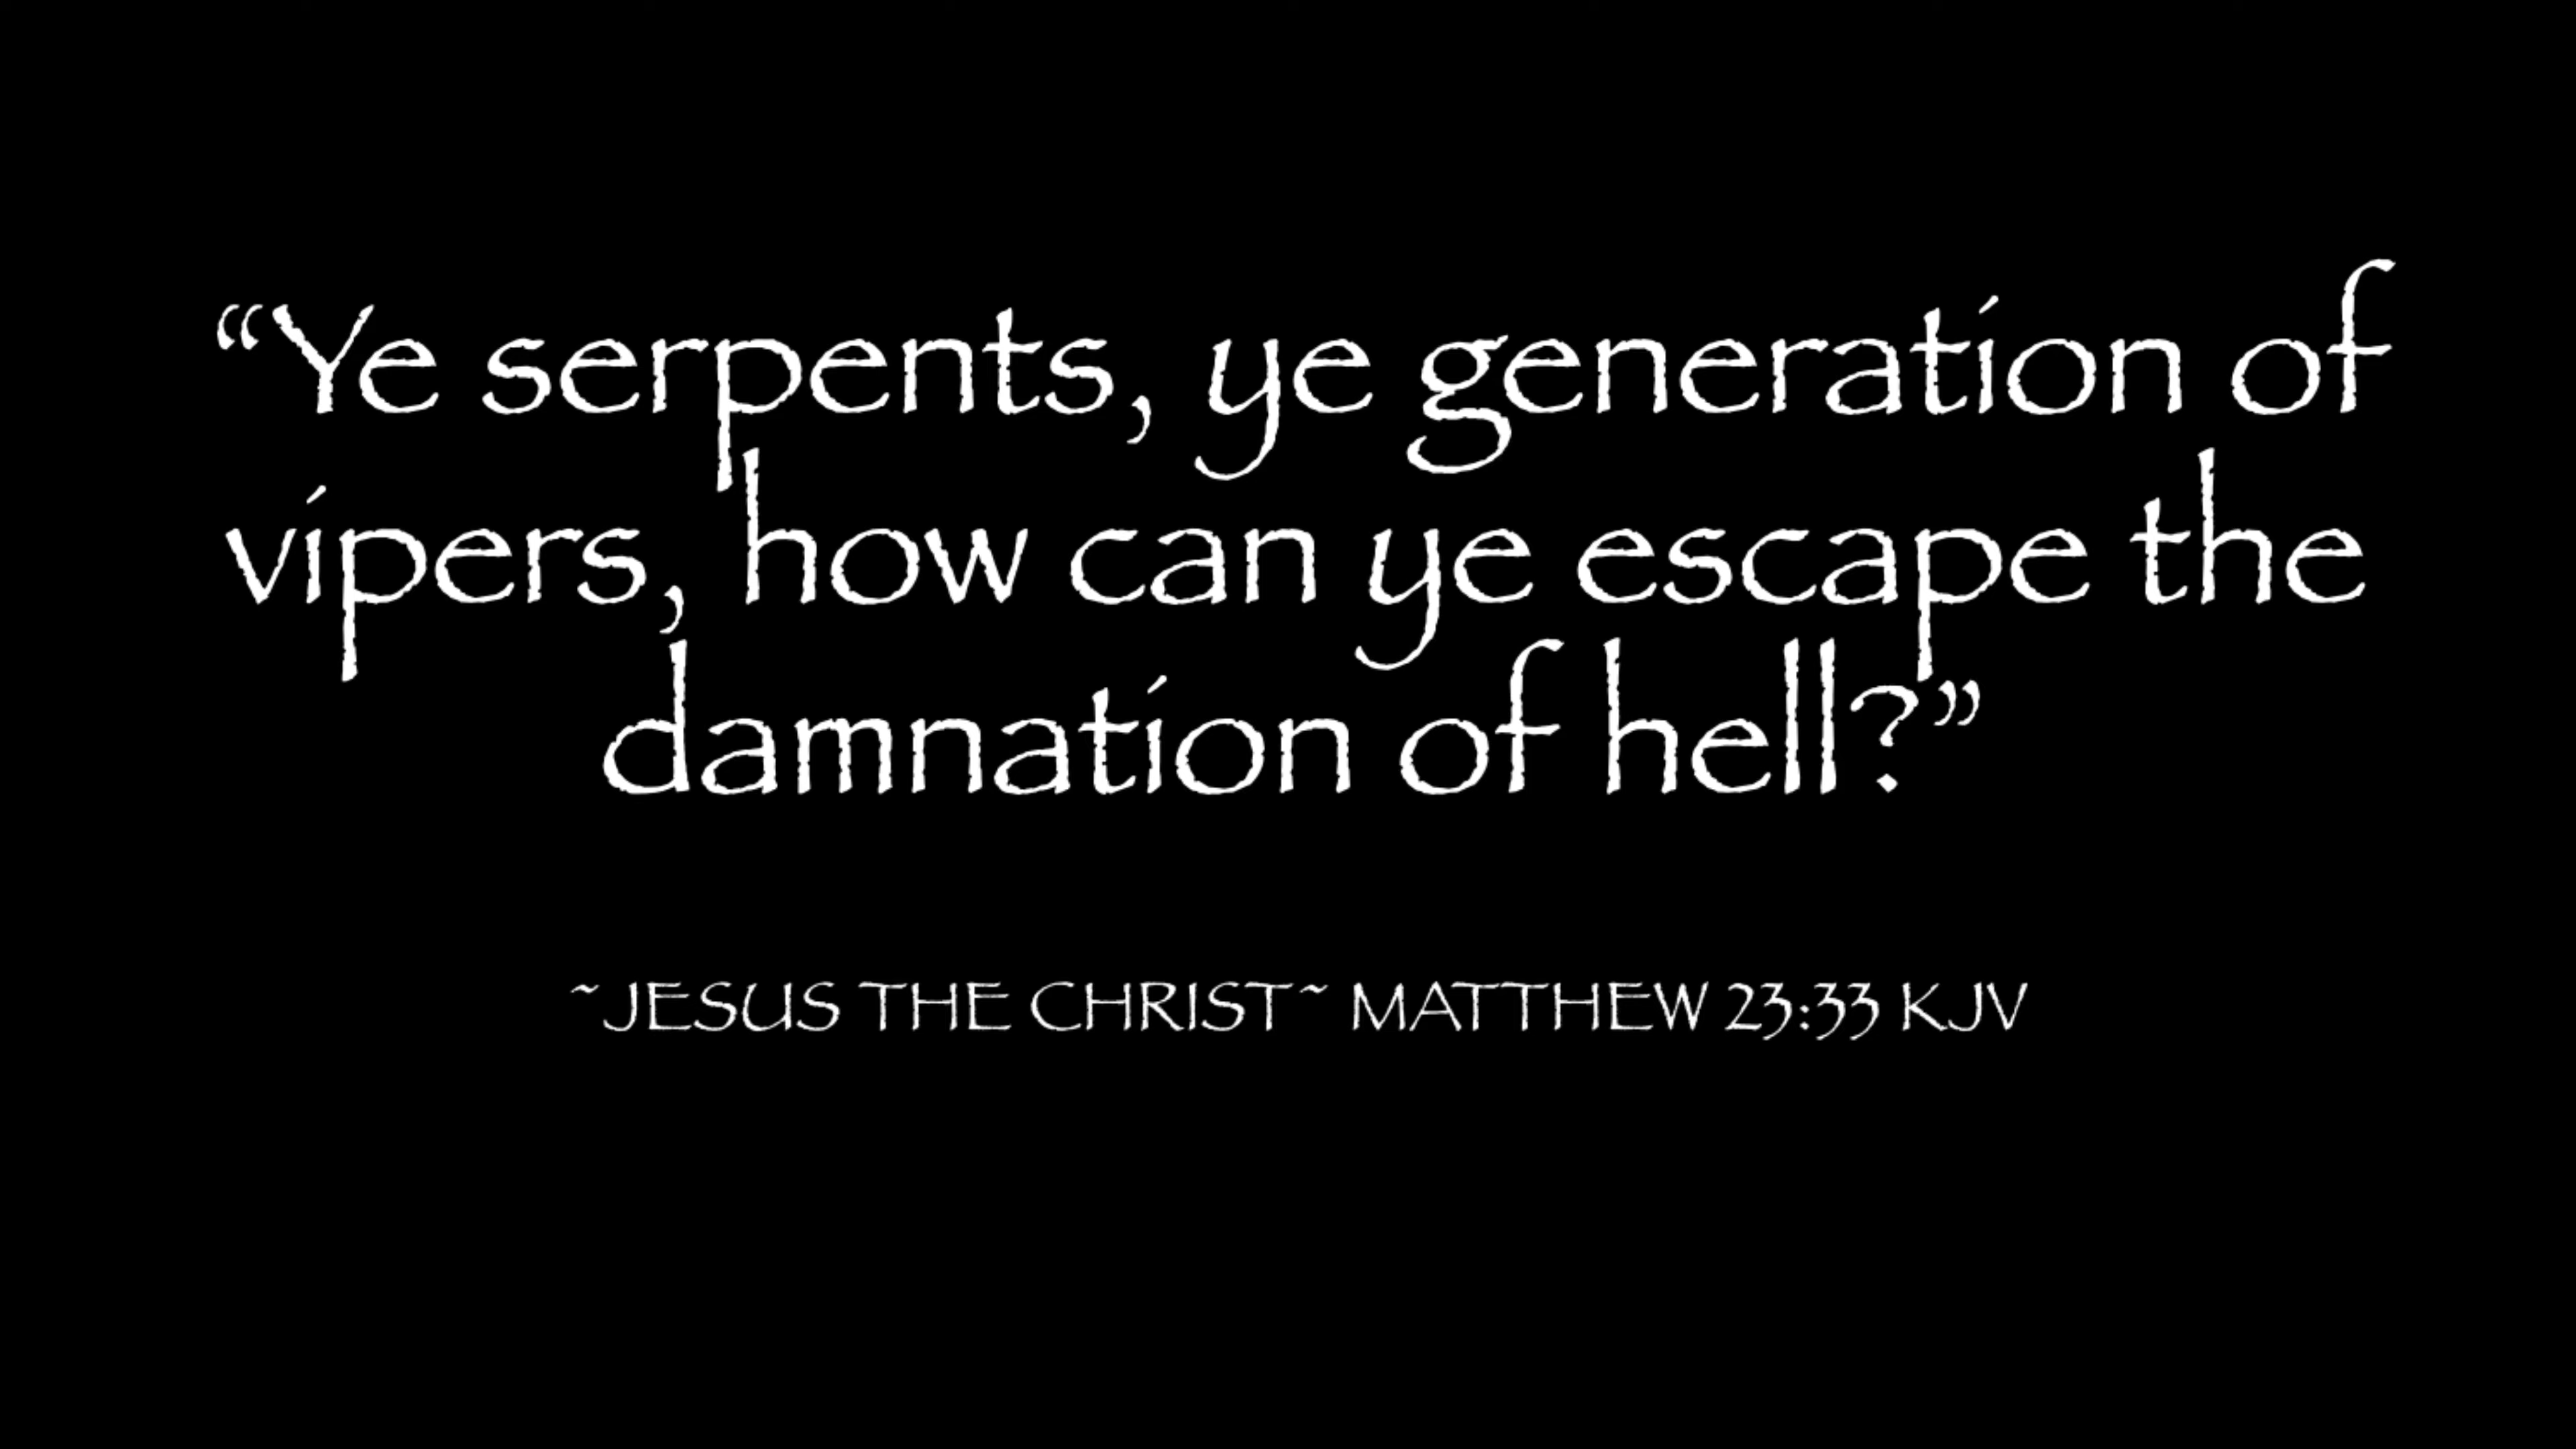 “Ye serpents, ye generation of
vipers, how can ye escape the
damnation of hell?”
~JESUS THE CHRIST~ MATTHEW 23:33 KJV